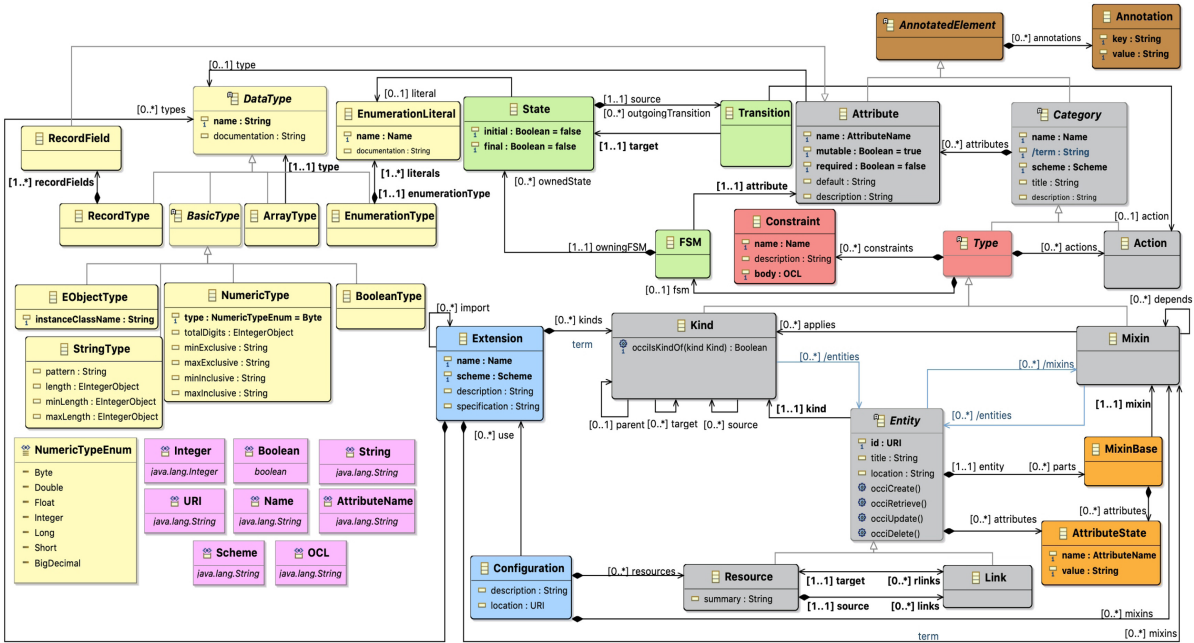 AnnotatedElement
[0..*] annotations
Annotation
key : String
value : String
[0..1] type
[0..*] types
DataType
name : String
documentation : String
[0..1] literal
EnumerationLiteral
name : Name
documentation : String
State
initial : Boolean = false
final : Boolean = false
[1..1] source
[0..*] outgoingTransition
[1..1] target
Transition
Attribute
name : AttributeName
mutable : Boolean = true
required : Boolean = false
default : String
description : String
[0..*] attributes
Category
name : Name
/term : String
scheme : Scheme
title : String
description : String
RecordField
[1..*] recordFields
[1..1] type
[1..*] literals
[1..1] enumerationType
[0..*] ownedState
[1..1] attribute
RecordType
BasicType
ArrayType
EnumerationType
[1..1] owningFSM
FSM
[0..1] fsm
Constraint
name : Name
description : String
body : OCL
[0..*] constraints
Type
[0..*] actions
[0..1] action
Action
EObjectType
instanceClassName : String
NumericType
type : NumericTypeEnum = Byte
totalDigits : EIntegerObject
minExclusive : String
maxExclusive : String
minInclusive : String
maxInclusive : String
BooleanType
StringType
pattern : String
length : EIntegerObject
minLength : EIntegerObject
maxLength : EIntegerObject
[0..*] import
Extension
name : Name
scheme : Scheme
description : String
specification : String
[0..*] kinds
term
Kind
occiIsKindOf(kind Kind) : Boolean
[0..*] applies
[0..*] depends
Mixin
[0..*] /entities
[0..*] /mixins
[0..*] /entities
[0..1] parent
[0..*] target
[0..*] source
[1..1] kind
[1..1] mixin
[0..*] use
Entity
id : URI
title : String
location : String
occiCreate()
occiRetrieve()
occiUpdate()
occiDelete()
[1..1] entity
[0..*] parts
MixinBase
[0..*] attributes
[0..*] attributes
AttributeState
name : AttributeName
value : String
NumericTypeEnum
Byte
Double
Float
Integer
Long
Short
BigDecimal
Integer
java.lang.Integer
Boolean
boolean
String
java.lang.String
URI
java.lang.String
Name
java.lang.String
AttributeName
java.lang.String
Scheme
java.lang.String
OCL
java.lang.String
Configuration
description : String
location : URI
[0..*] resources
Resource
summary : String
[1..1] target
[0..*] rlinks
[1..1] source
[0..*] links
Link
[0..*] mixins
term
[0..*] mixins